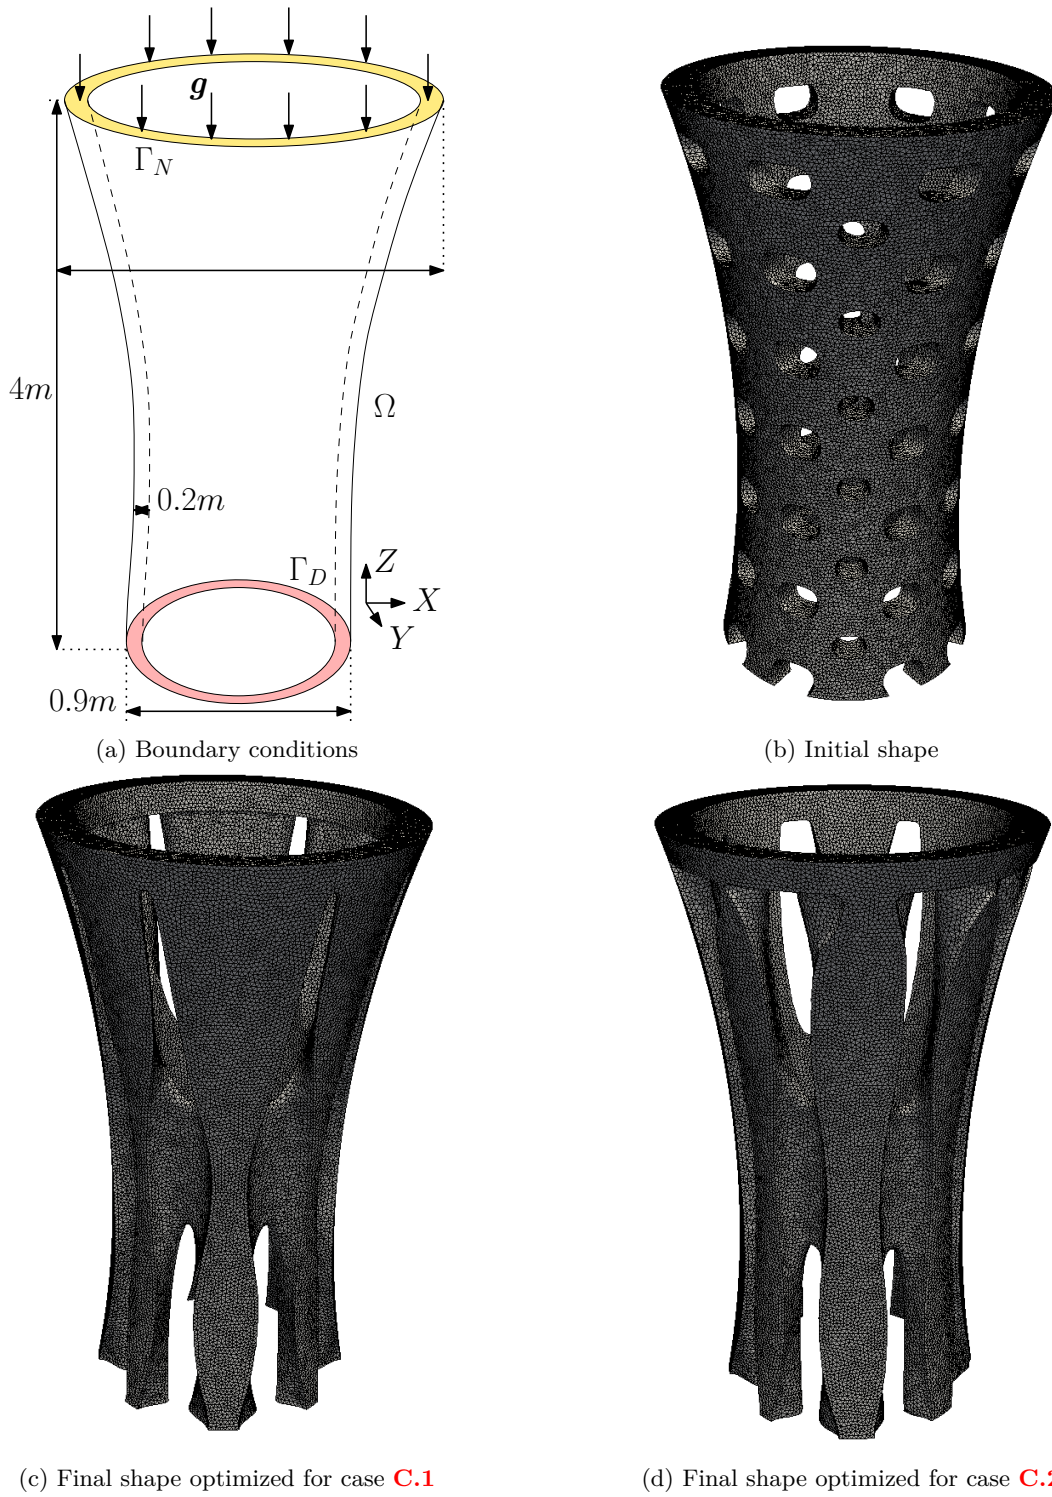 g
Γ_N
4m
Ω
0.2m
Γ_D
Z
X
Y
0.9m
(a) Boundary conditions
(b) Initial shape
(c) Final shape optimized for case C.1
(d) Final shape optimized for case C.2